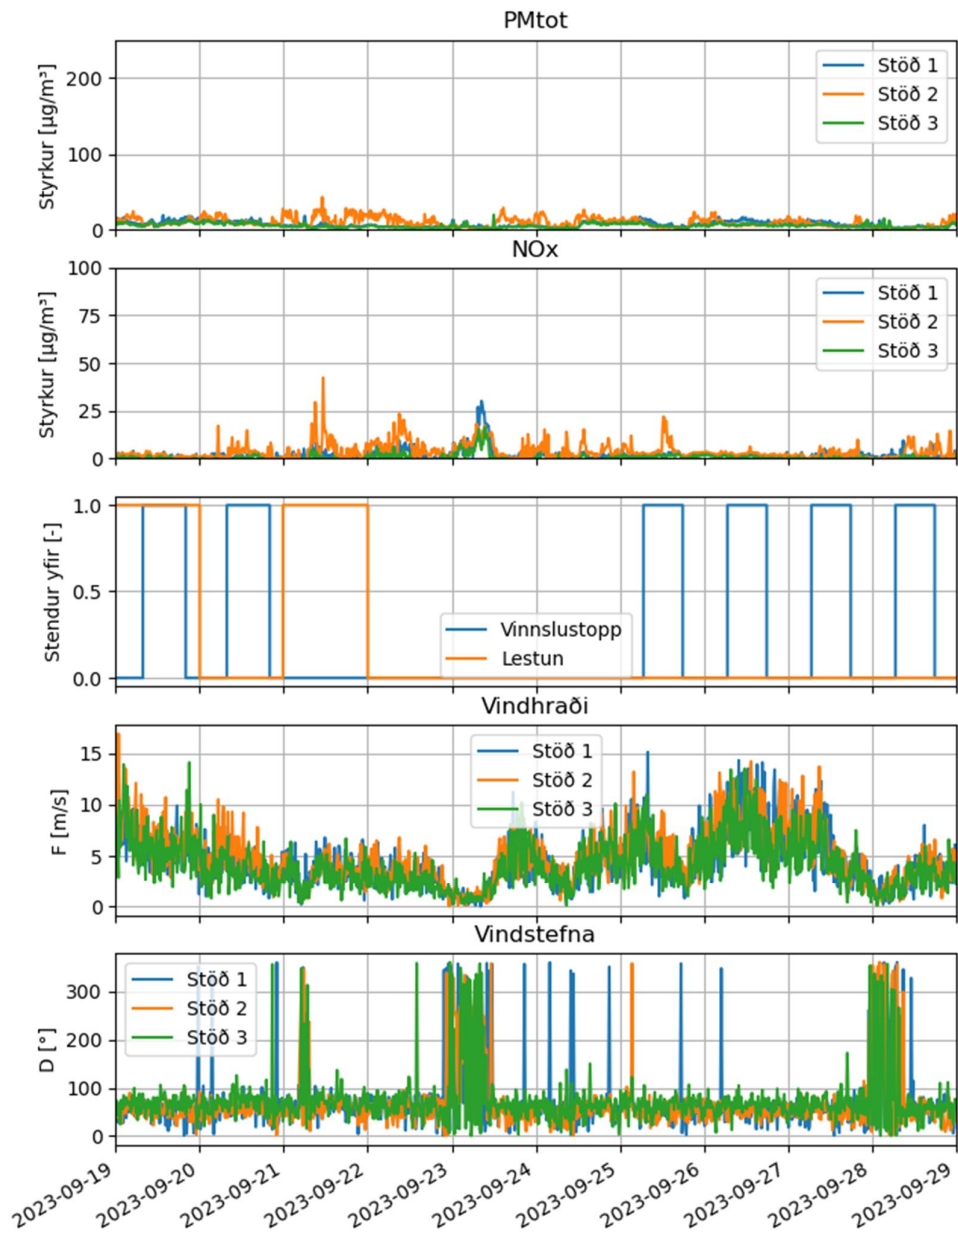 PMtot
Styrkur [µg/m³]
200
100
0
Stöð 1
Stöð 2
Stöð 3
NOx
Styrkur [µg/m³]
100
75
50
25
0
Stöð 1
Stöð 2
Stöð 3
Stendur yfir [-]
1.0
0.5
0.0
Vinnslustopp
Lestun
Vindhraði
F [m/s]
15
10
5
0
Stöð 1
Stöð 2
Stöð 3
Vindstefna
D [°]
300
200
100
0
Stöð 1
Stöð 2
Stöð 3
2023-09-19
2023-09-20
2023-09-21
2023-09-22
2023-09-23
2023-09-24
2023-09-25
2023-09-26
2023-09-27
2023-09-28
2023-09-29